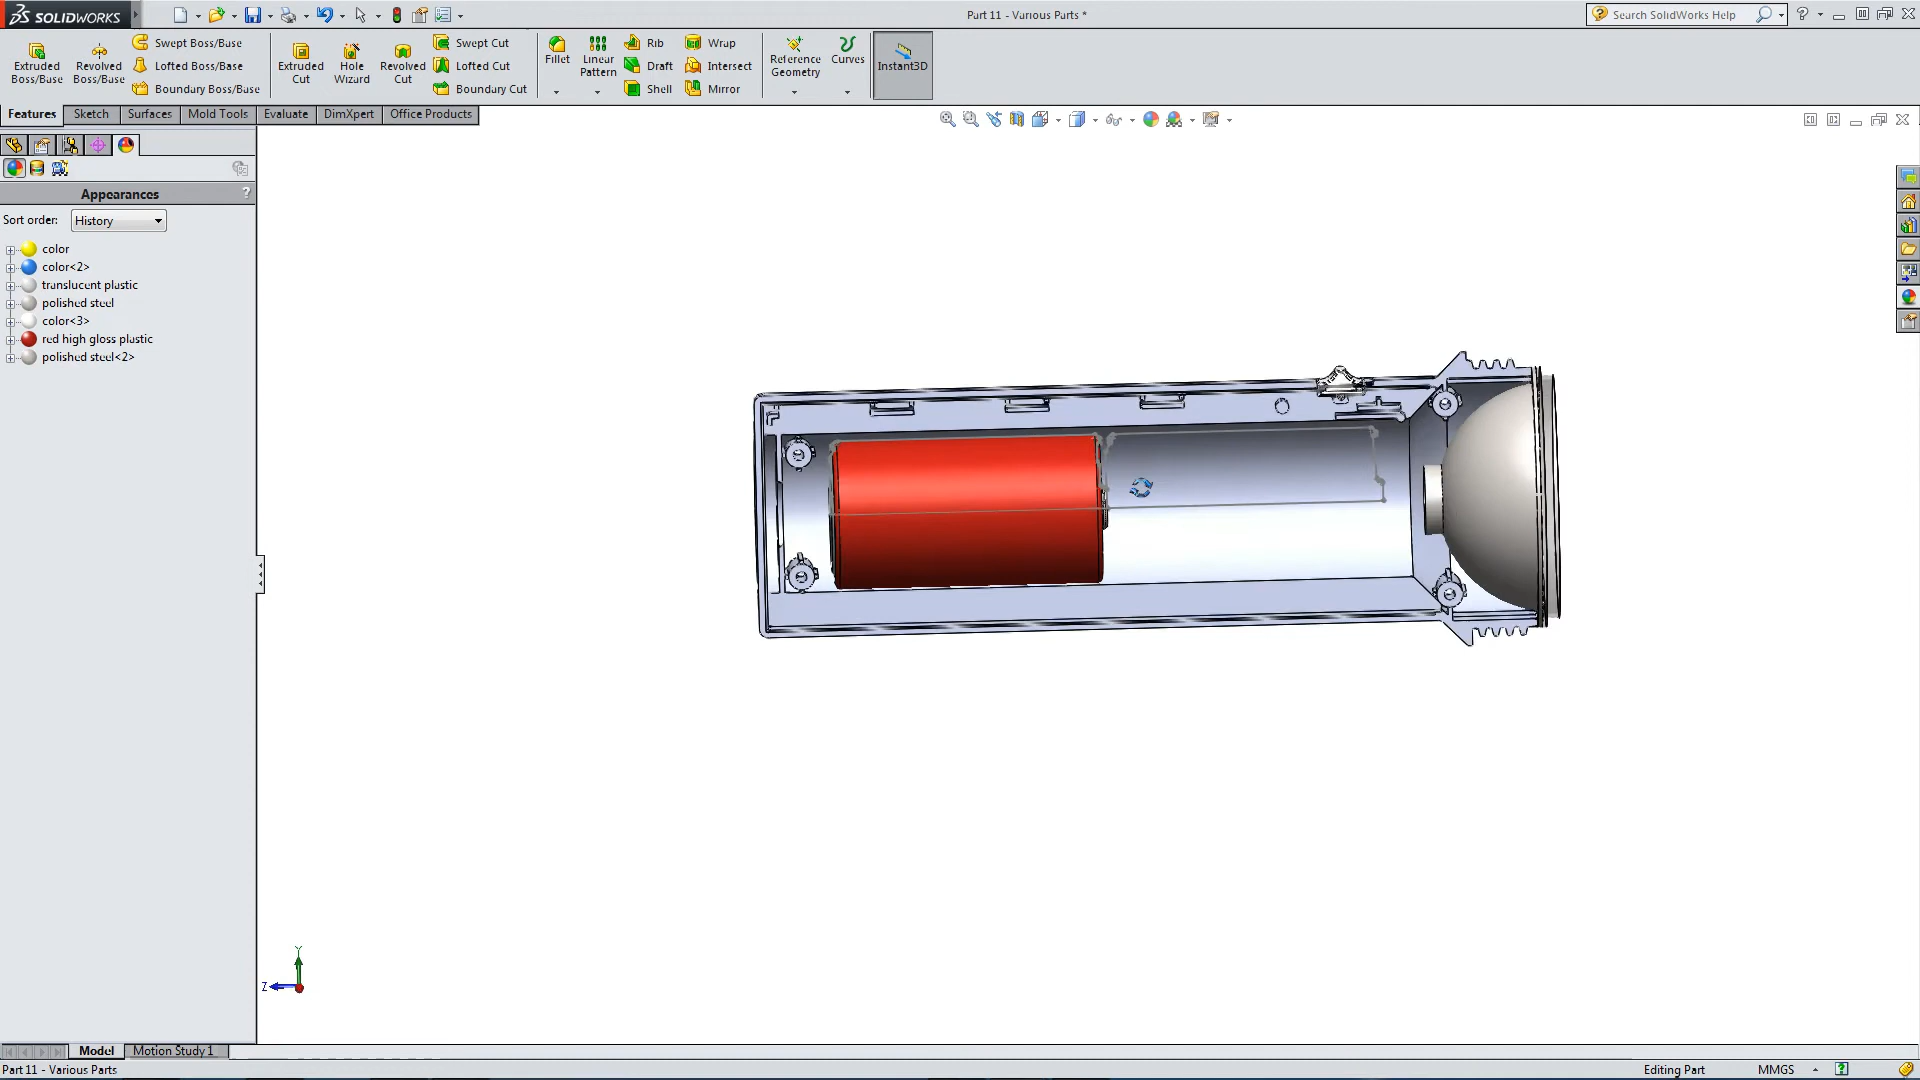 SOLIDWORKS
Part 11 - Various Parts *
Search SolidWorks Help
Extruded Boss/Base
Revolved Boss/Base
Swept Boss/Base
Lofted Boss/Base
Boundary Boss/Base
Extruded Cut
Hole Wizard
Revolved Cut
Swept Cut
Lofted Cut
Boundary Cut
Fillet
Linear Pattern
Rib
Draft
Shell
Wrap
Intersect
Mirror
Reference Geometry
Curves
Instant3D
Features
Sketch
Surfaces
Mold Tools
Evaluate
DimXpert
Office Products
Appearances
?
Sort order:
History
color
color<2>
translucent plastic
polished steel
color<3>
red high gloss plastic
polished steel<2>
Y
Z
Model
Motion Study 1
Part 11 - Various Parts
Editing Part
MMGS